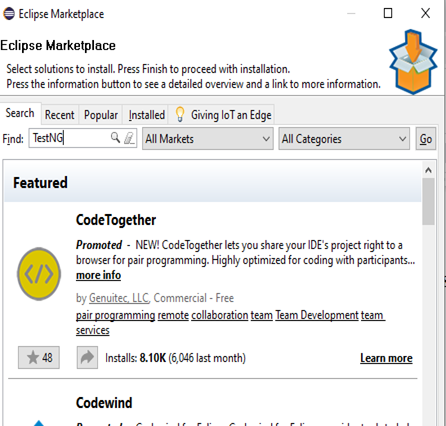 Eclipse Marketplace
Eclipse Marketplace
Select solutions to install. Press Finish to proceed with installation.
Press the information button to see a detailed overview and a link to more information.
Search Recent Popular Installed Giving IoT an Edge
Find: TestNG All Markets All Categories Go
Featured
CodeTogether
Promoted - NEW! CodeTogether lets you share your IDE's project right to a
browser for pair programming. Highly optimized for coding with participants...
more info
by Genuitec, LLC, Commercial - Free
pair programming remote collaboration team Team Development team
services
48 Installs: 8.10K (6,046 last month) Learn more
Codewind